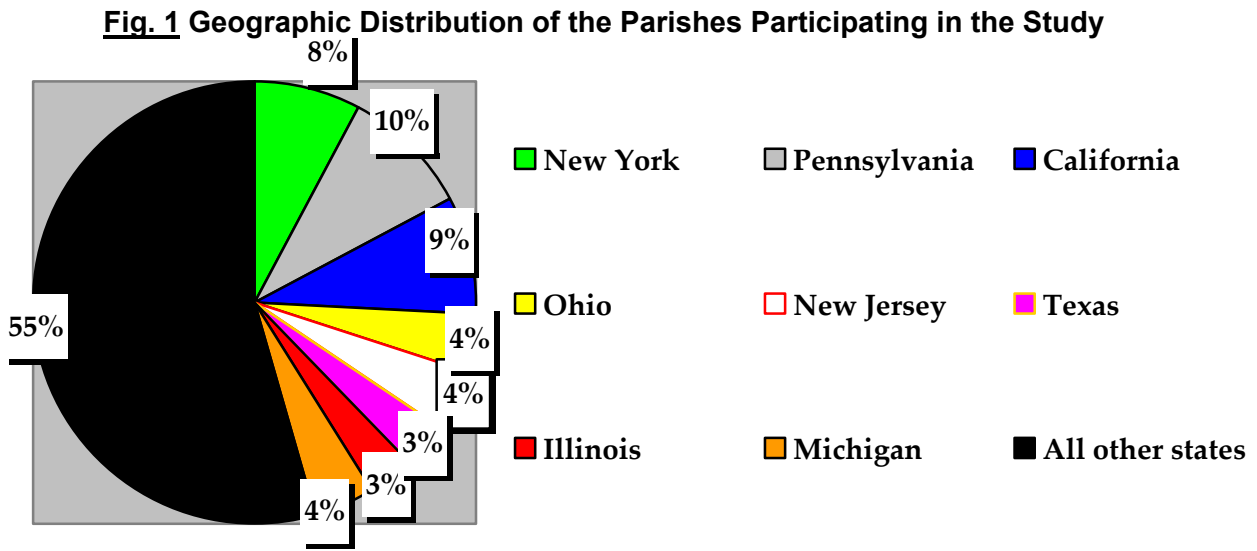 Fig. 1 Geographic Distribution of the Parishes Participating in the Study
8%
10%
9%
4%
4%
3%
3%
4%
55%
New York
Pennsylvania
California
Ohio
New Jersey
Texas
Illinois
Michigan
All other states